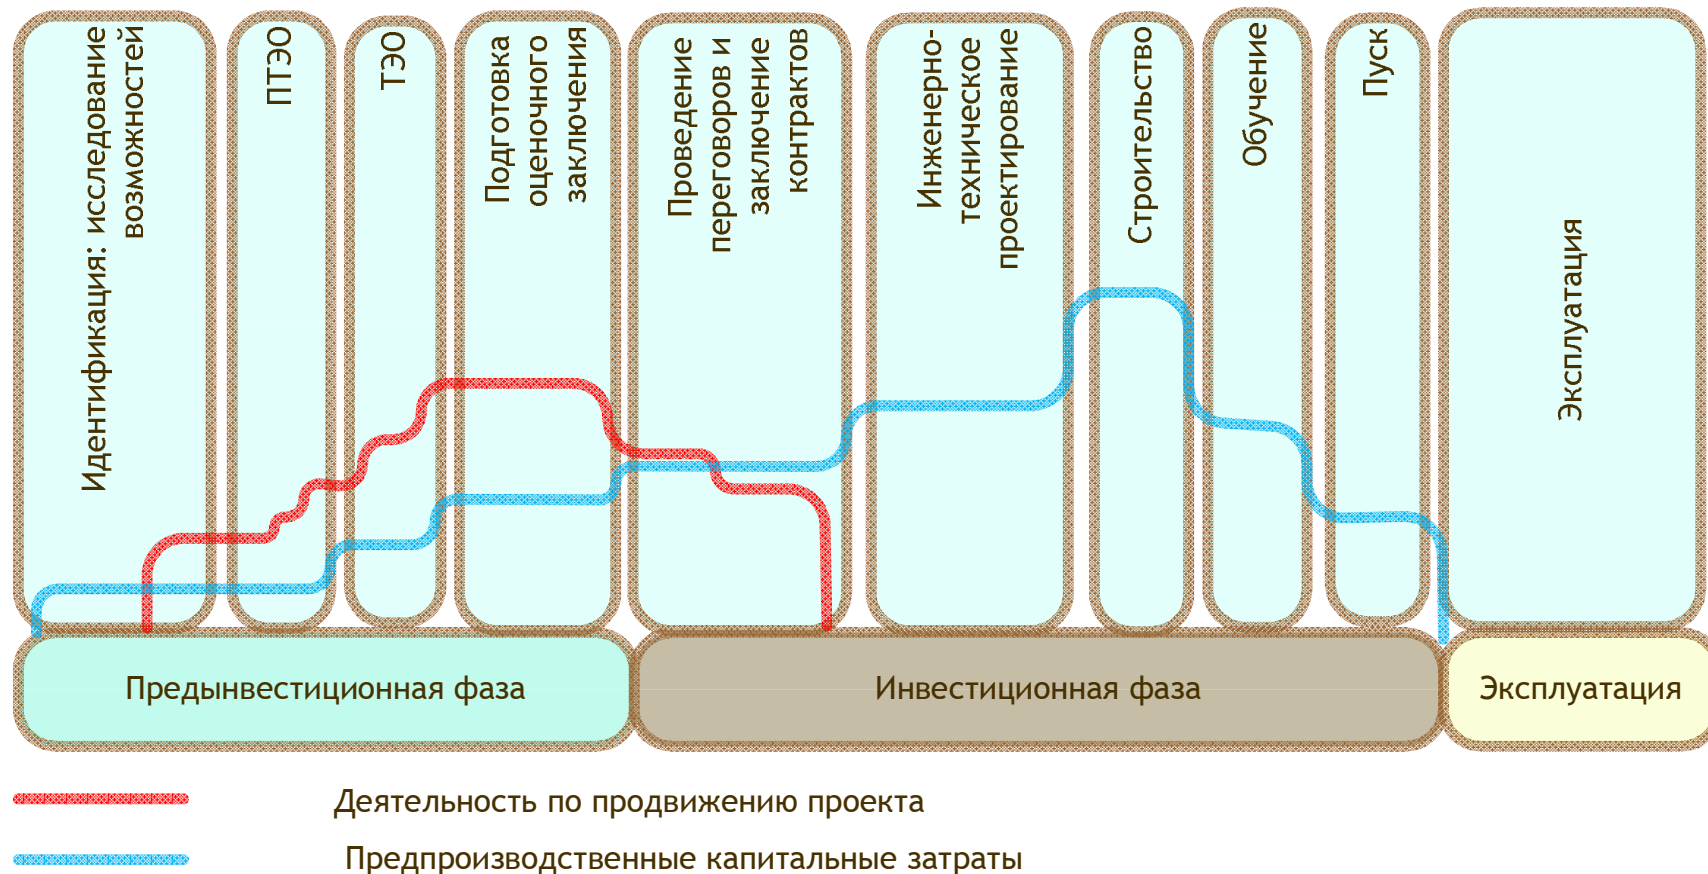 Идентификация: исследование
возможностей
ПТЭО
ТЭО
Подготовка
оценочного
заключения
Проведение
переговоров и
заключение
контрактов
Инженерно-
техническое
проектирование
Строительство
Обучение
Пуск
Эксплуатация
Предынвестиционная фаза
Инвестиционная фаза
Эксплуатация
Деятельность по продвижению проекта
Предпроизводственные капитальные затраты